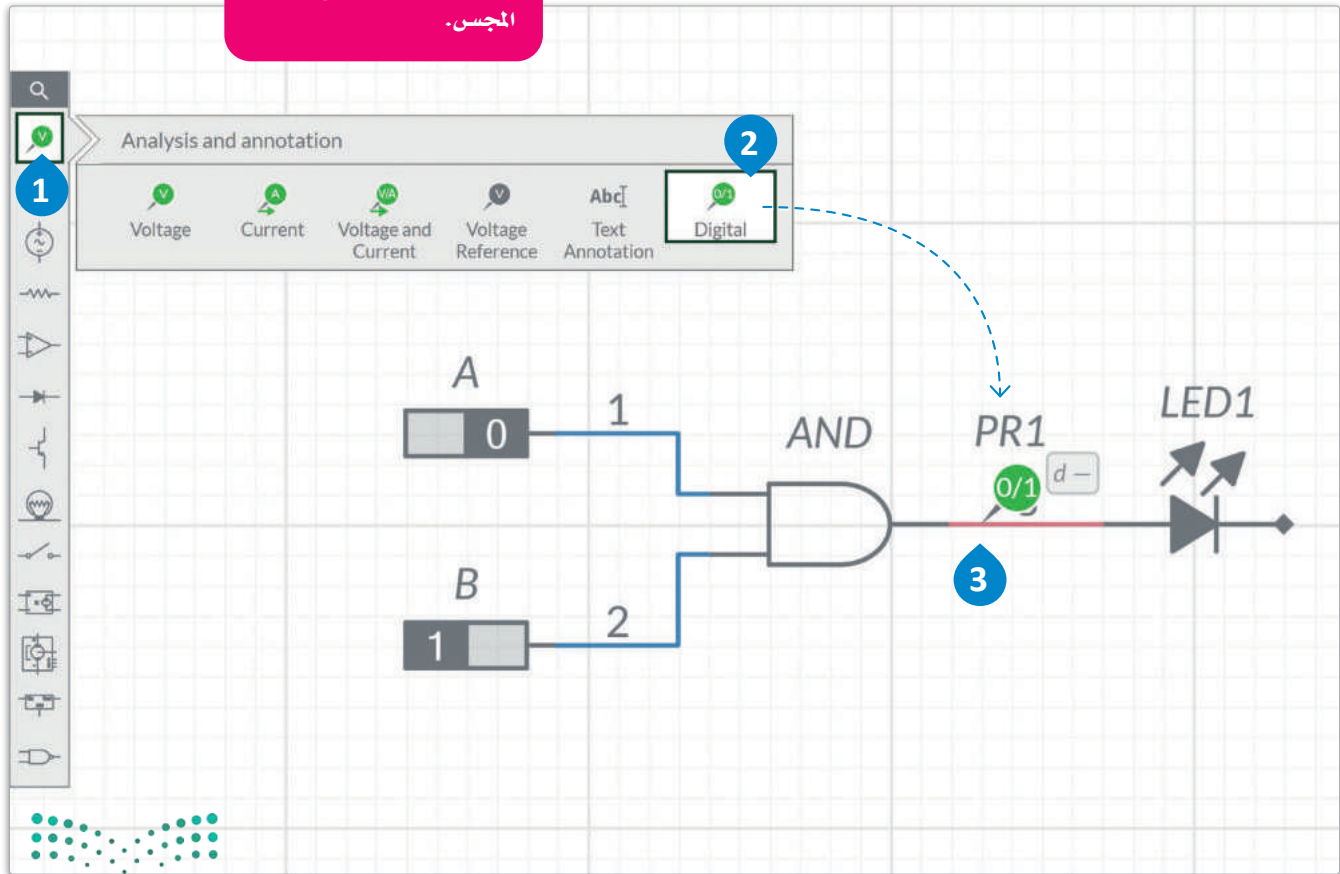 المجس.
V
Analysis and annotation
2
1
V
Voltage
A
Current
V/A
Voltage and
Current
V
Voltage
Reference
Abc
Text
Annotation
0/1
Digital
A
0
1
AND
PR1
0/1
d –
LED1
3
B
1
2